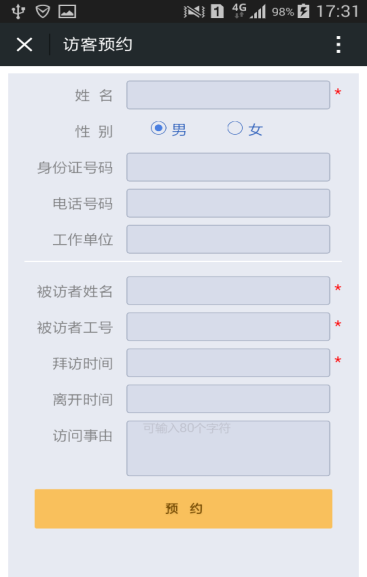 4G 98% 17:31
访客预约
姓 名 *
性 别 男 女
身份证号码
电话号码
工作单位
被访者姓名 *
被访者工号 *
拜访时间 *
离开时间
访问事由 可输入80个字符
预 约